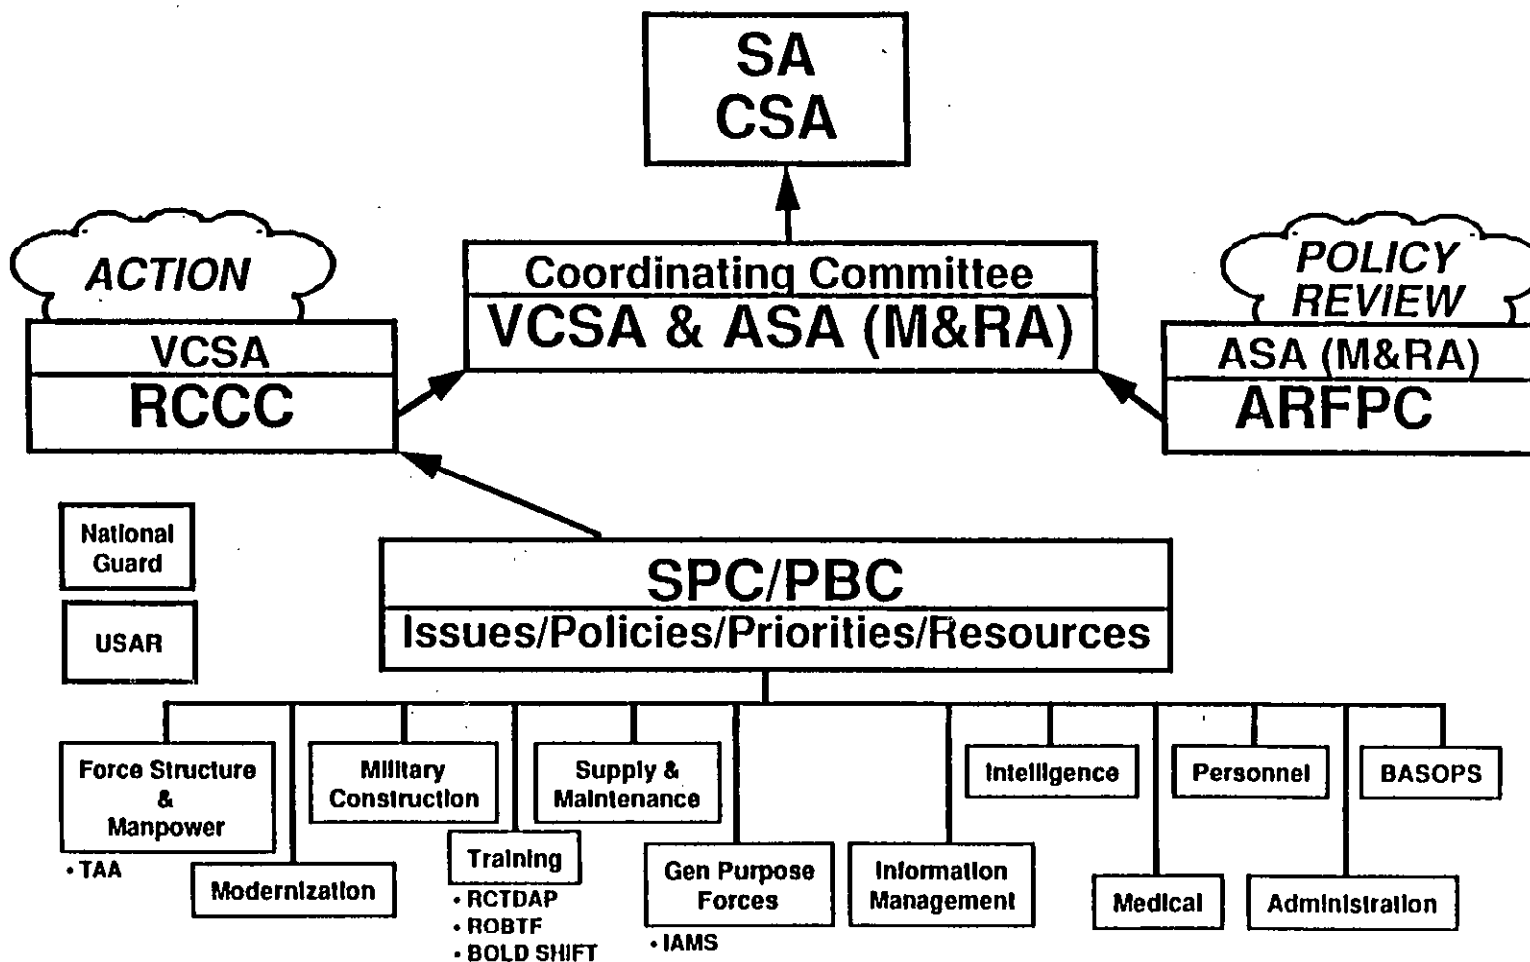 SA
CSA
ACTION
POLICY
REVIEW
Coordinating Committee
VCSA & ASA (M&RA)
VCSA
RCCC
ASA (M&RA)
ARFPC
National
Guard
USAR
SPC/PBC
Issues/Policies/Priorities/Resources
Force Structure
&
Manpower
• TAA
Modernization
Military
Construction
Training
• RCTDAP
• ROBTF
• BOLD SHIFT
Supply &
Maintenance
Gen Purpose
Forces
• IAMS
Information
Management
Intelligence
Medical
Personnel
Administration
BASOPS